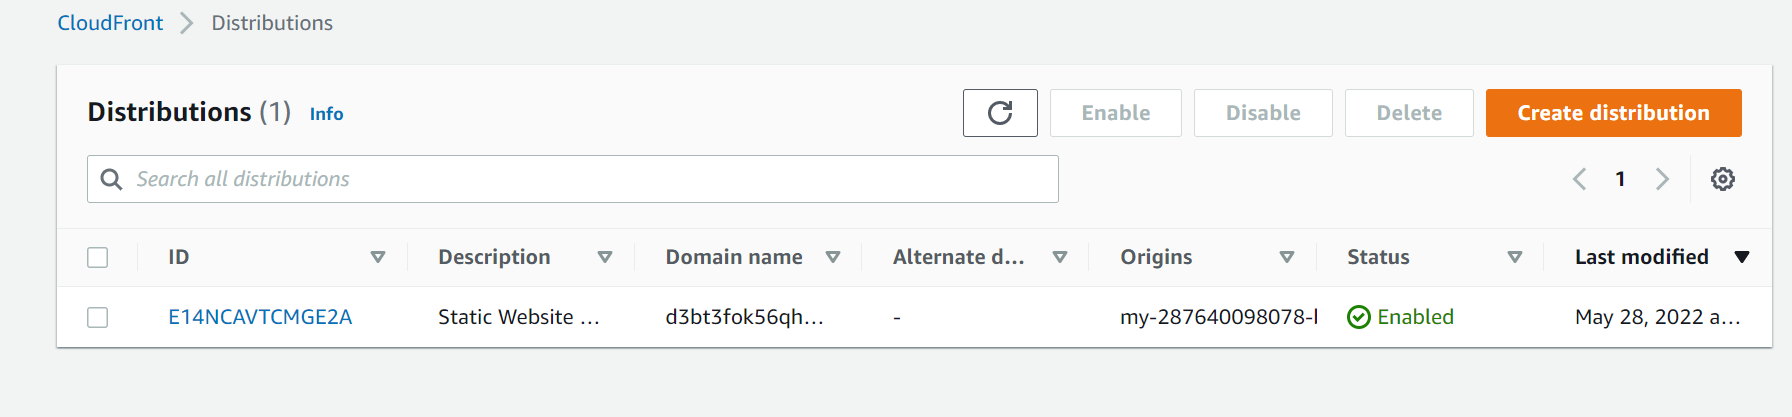 CloudFront Distributions
Distributions (1) Info Enable Disable Delete Create distribution
Search all distributions 1
ID Description Domain name Alternate d... Origins Status Last modified
E14NCAVTCMGE2A Static Website ... d3bt3fok56qh... - my-287640098078-l Enabled May 28, 2022 a...